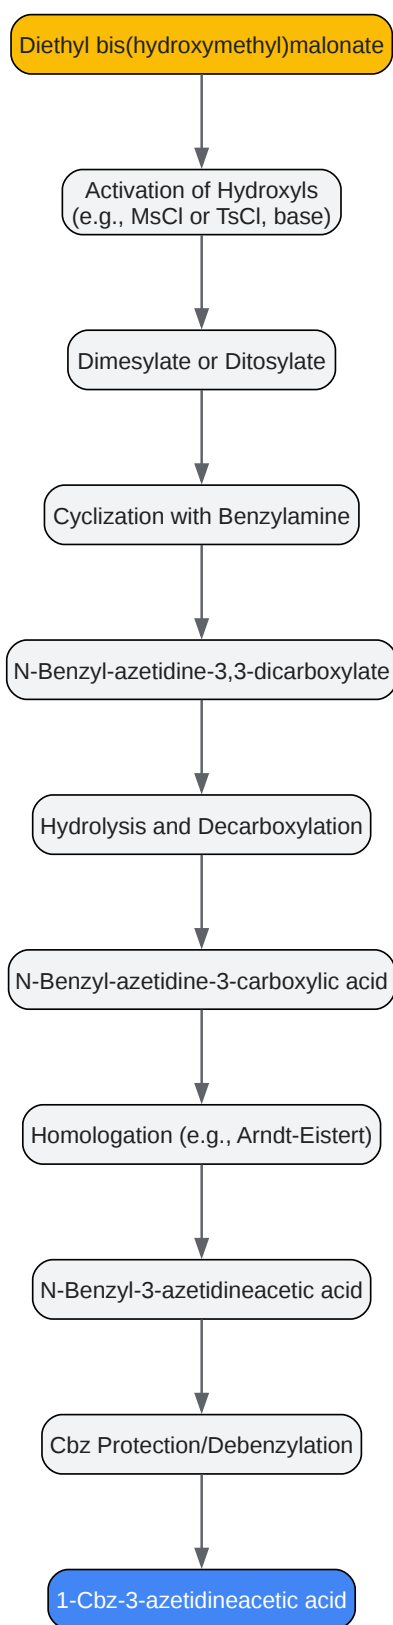 Diethyl bis(hydroxymethyl)malonate
Activation of Hydroxyls
(e.g., MsCl or TsCl, base)
Dimesylate or Ditosylate
Cyclization with Benzylamine
N-Benzyl-azetidine-3,3-dicarboxylate
Hydrolysis and Decarboxylation
N-Benzyl-azetidine-3-carboxylic acid
Homologation (e.g., Arndt-Eistert)
N-Benzyl-3-azetidineacetic acid
Cbz Protection/Debenzylation
1-Cbz-3-azetidineacetic acid